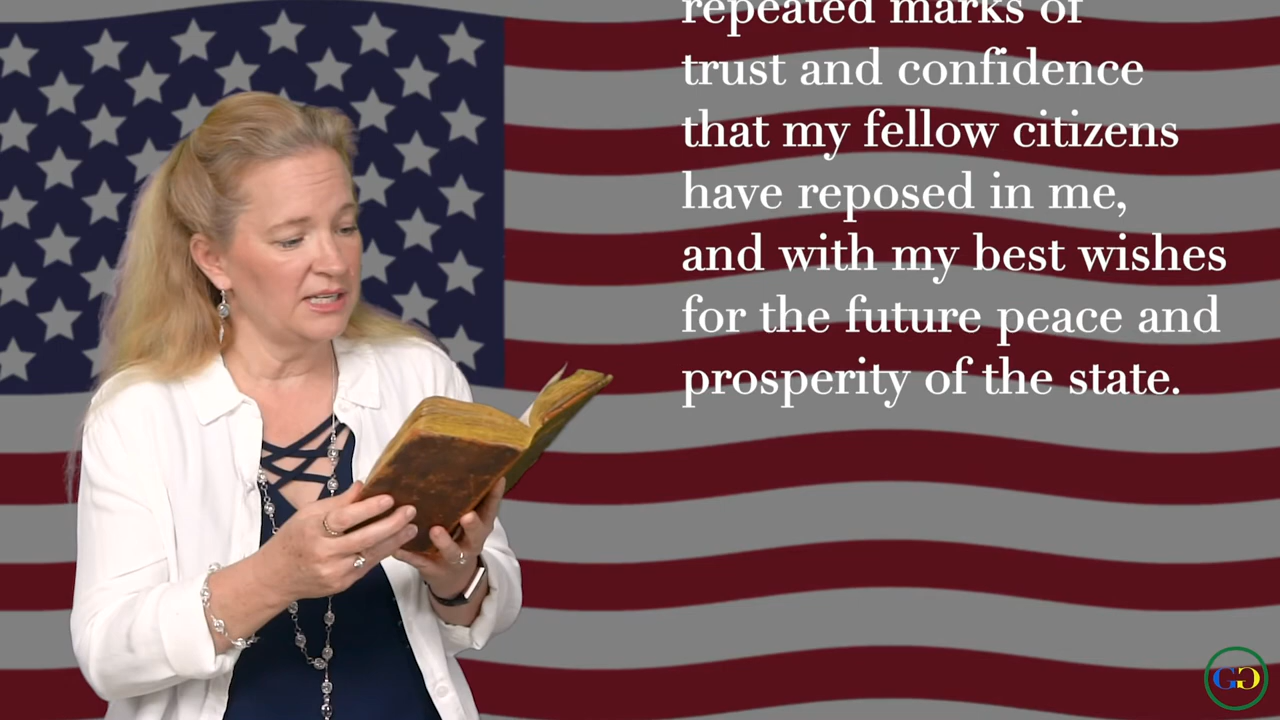 repeated marks of
trust and confidence
that my fellow citizens
have reposed in me,
and with my best wishes
for the future peace and
prosperity of the state.
GG